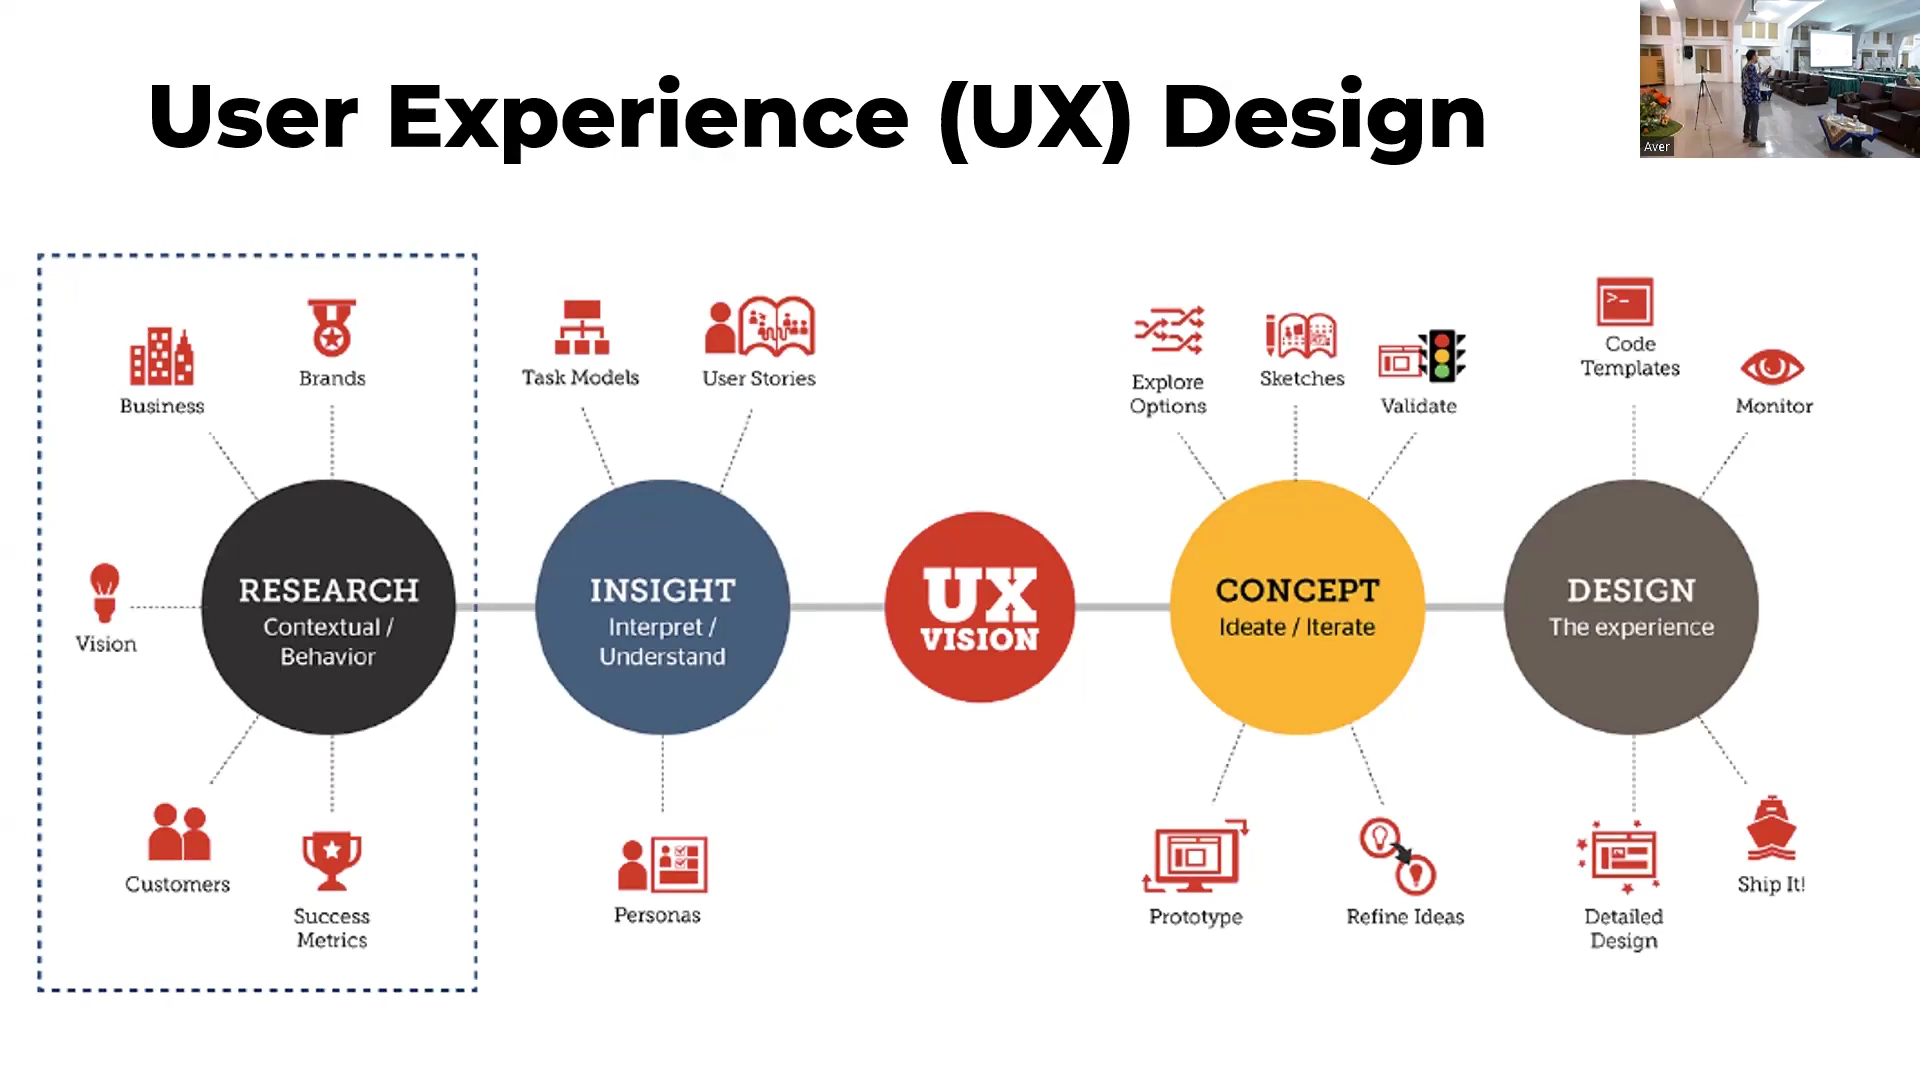 User Experience (UX) Design
Aver
Business
Brands
Vision
RESEARCH
Contextual /
Behavior
Customers
Success
Metrics
Task Models
User Stories
INSIGHT
Interpret /
Understand
Personas
UX
VISION
Explore
Options
Sketches
Validate
CONCEPT
Ideate / Iterate
Prototype
Refine Ideas
Code
Templates
Monitor
DESIGN
The experience
Detailed
Design
Ship It!